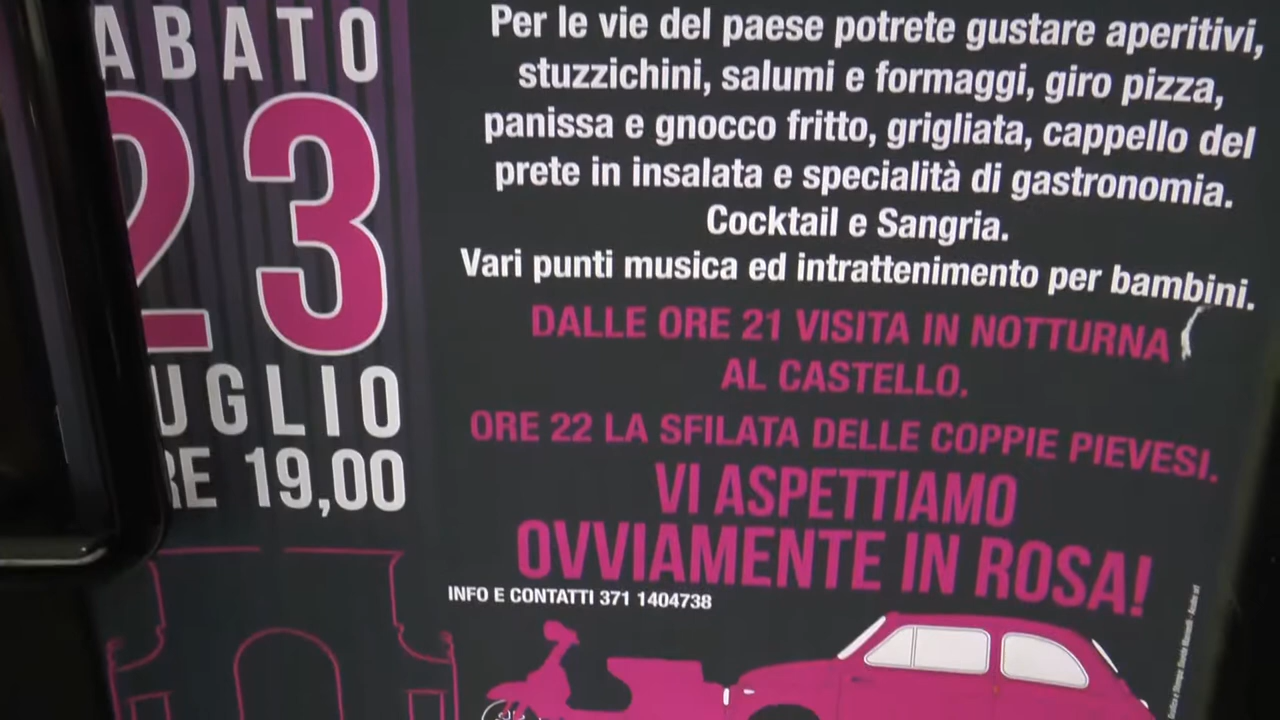 ABATO
23
UGLIO
RE 19,00
Per le vie del paese potrete gustare aperitivi,
stuzzichini, salumi e formaggi, giro pizza,
panissa e gnocco fritto, grigliata, cappello del
prete in insalata e specialità di gastronomia.
Cocktail e Sangria.
Vari punti musica ed intrattenimento per bambini.
DALLE ORE 21 VISITA IN NOTTURNA
AL CASTELLO.
ORE 22 LA SFILATA DELLE COPPIE PIEVESI.
VI ASPETTIAMO
OVVIAMENTE IN ROSA!
INFO E CONTATTI 371 1404738